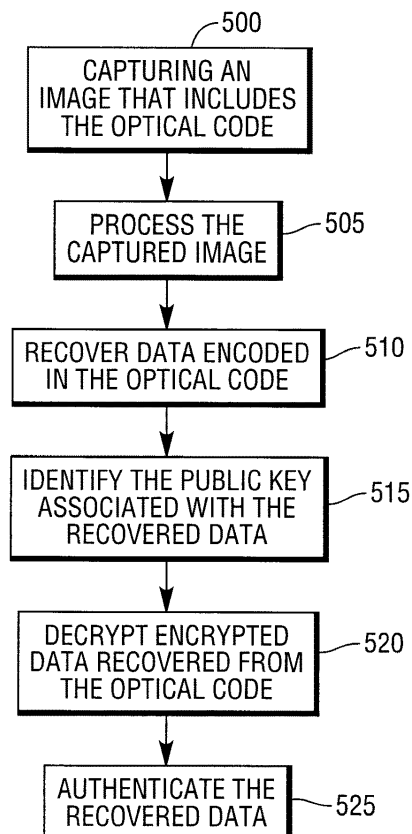 500
CAPTURING AN
IMAGE THAT INCLUDES
THE OPTICAL CODE
PROCESS THE
CAPTURED IMAGE
505
RECOVER DATA ENCODED
IN THE OPTICAL CODE
510
IDENTIFY THE PUBLIC KEY
ASSOCIATED WITH THE
RECOVERED DATA
515
DECRYPT ENCRYPTED
DATA RECOVERED FROM
THE OPTICAL CODE
520
AUTHENTICATE THE
RECOVERED DATA
525